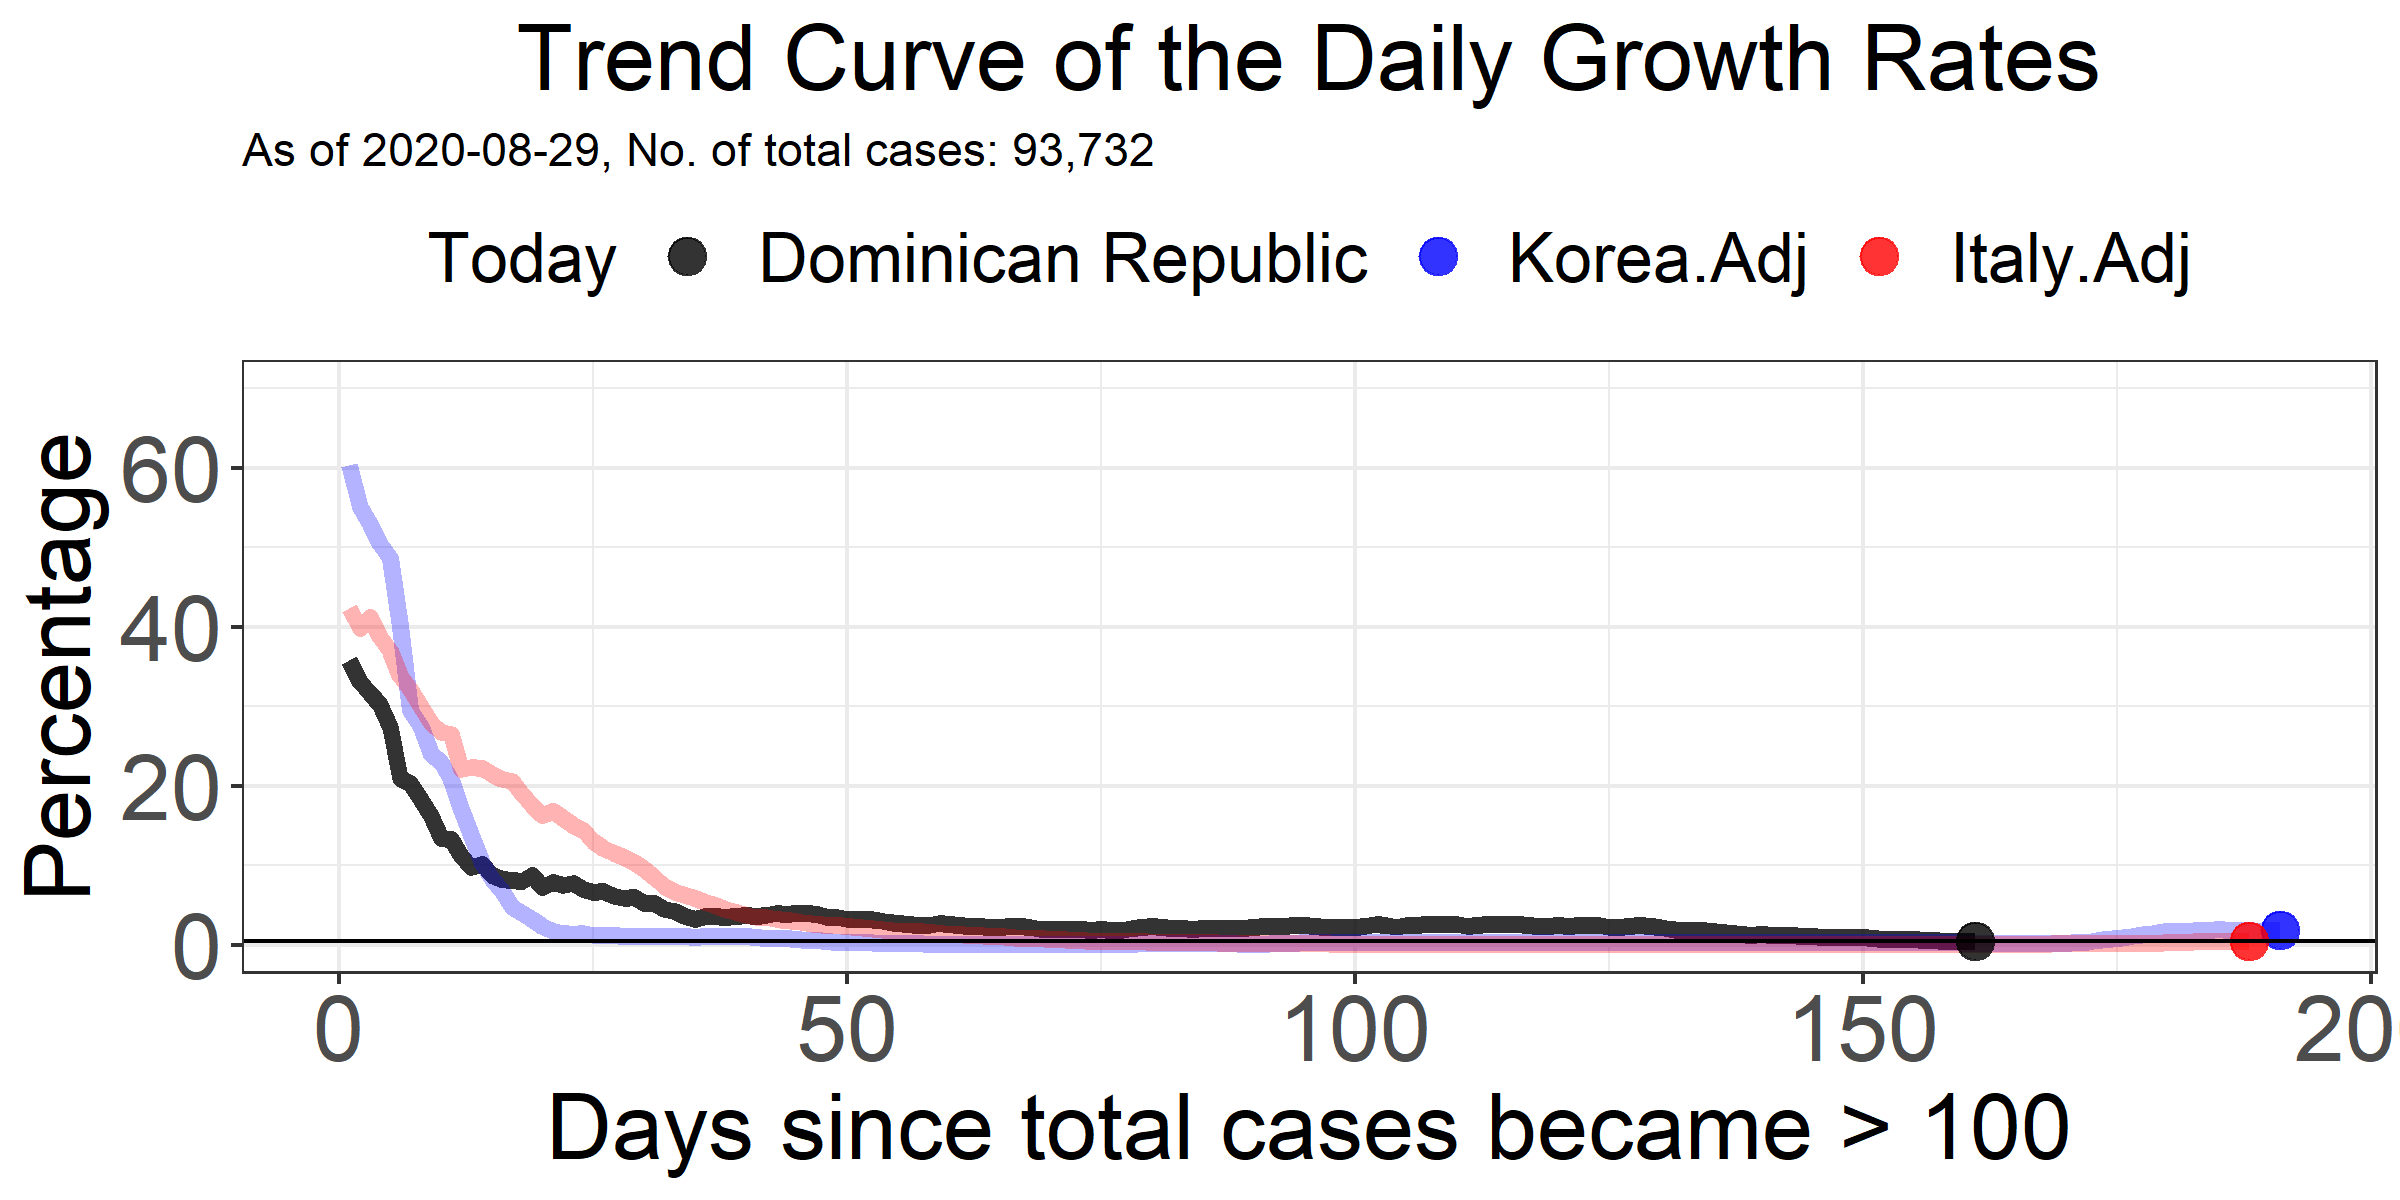 Trend Curve of the Daily Growth Rates
As of 2020-08-29, No. of total cases: 93,732
Today Dominican Republic Korea.Adj Italy.Adj
Percentage
60
40
20
0
0 50 100 150 20
Days since total cases became > 100